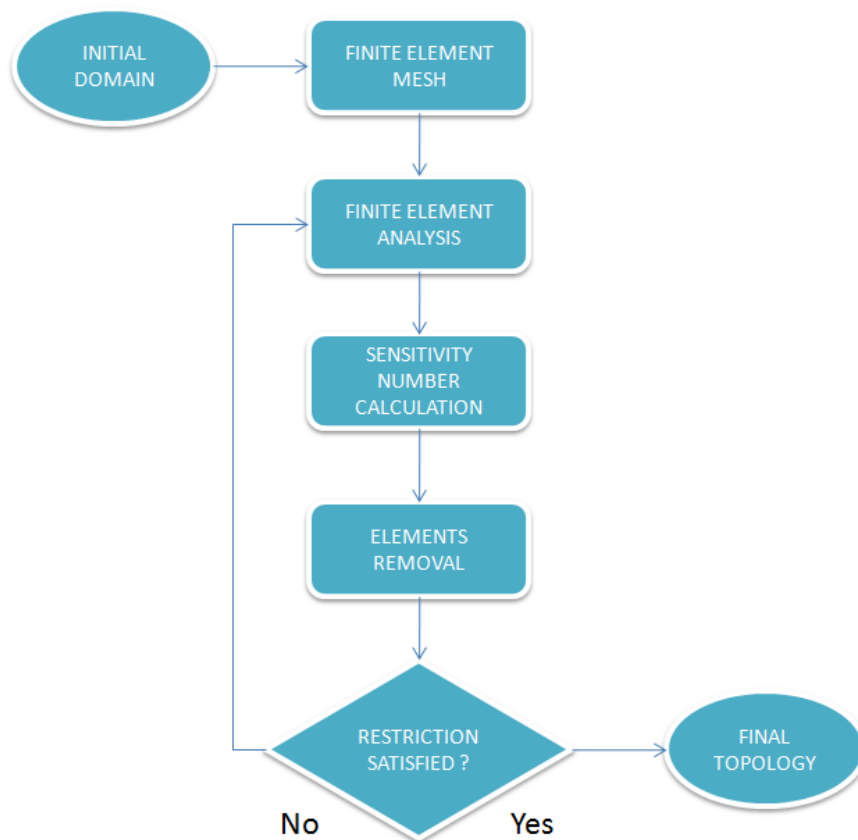 INITIAL
DOMAIN
FINITE ELEMENT
MESH
FINITE ELEMENT
ANALYSIS
SENSITIVITY
NUMBER
CALCULATION
ELEMENTS
REMOVAL
RESTRICTION
SATISFIED ?
FINAL
TOPOLOGY
No
Yes